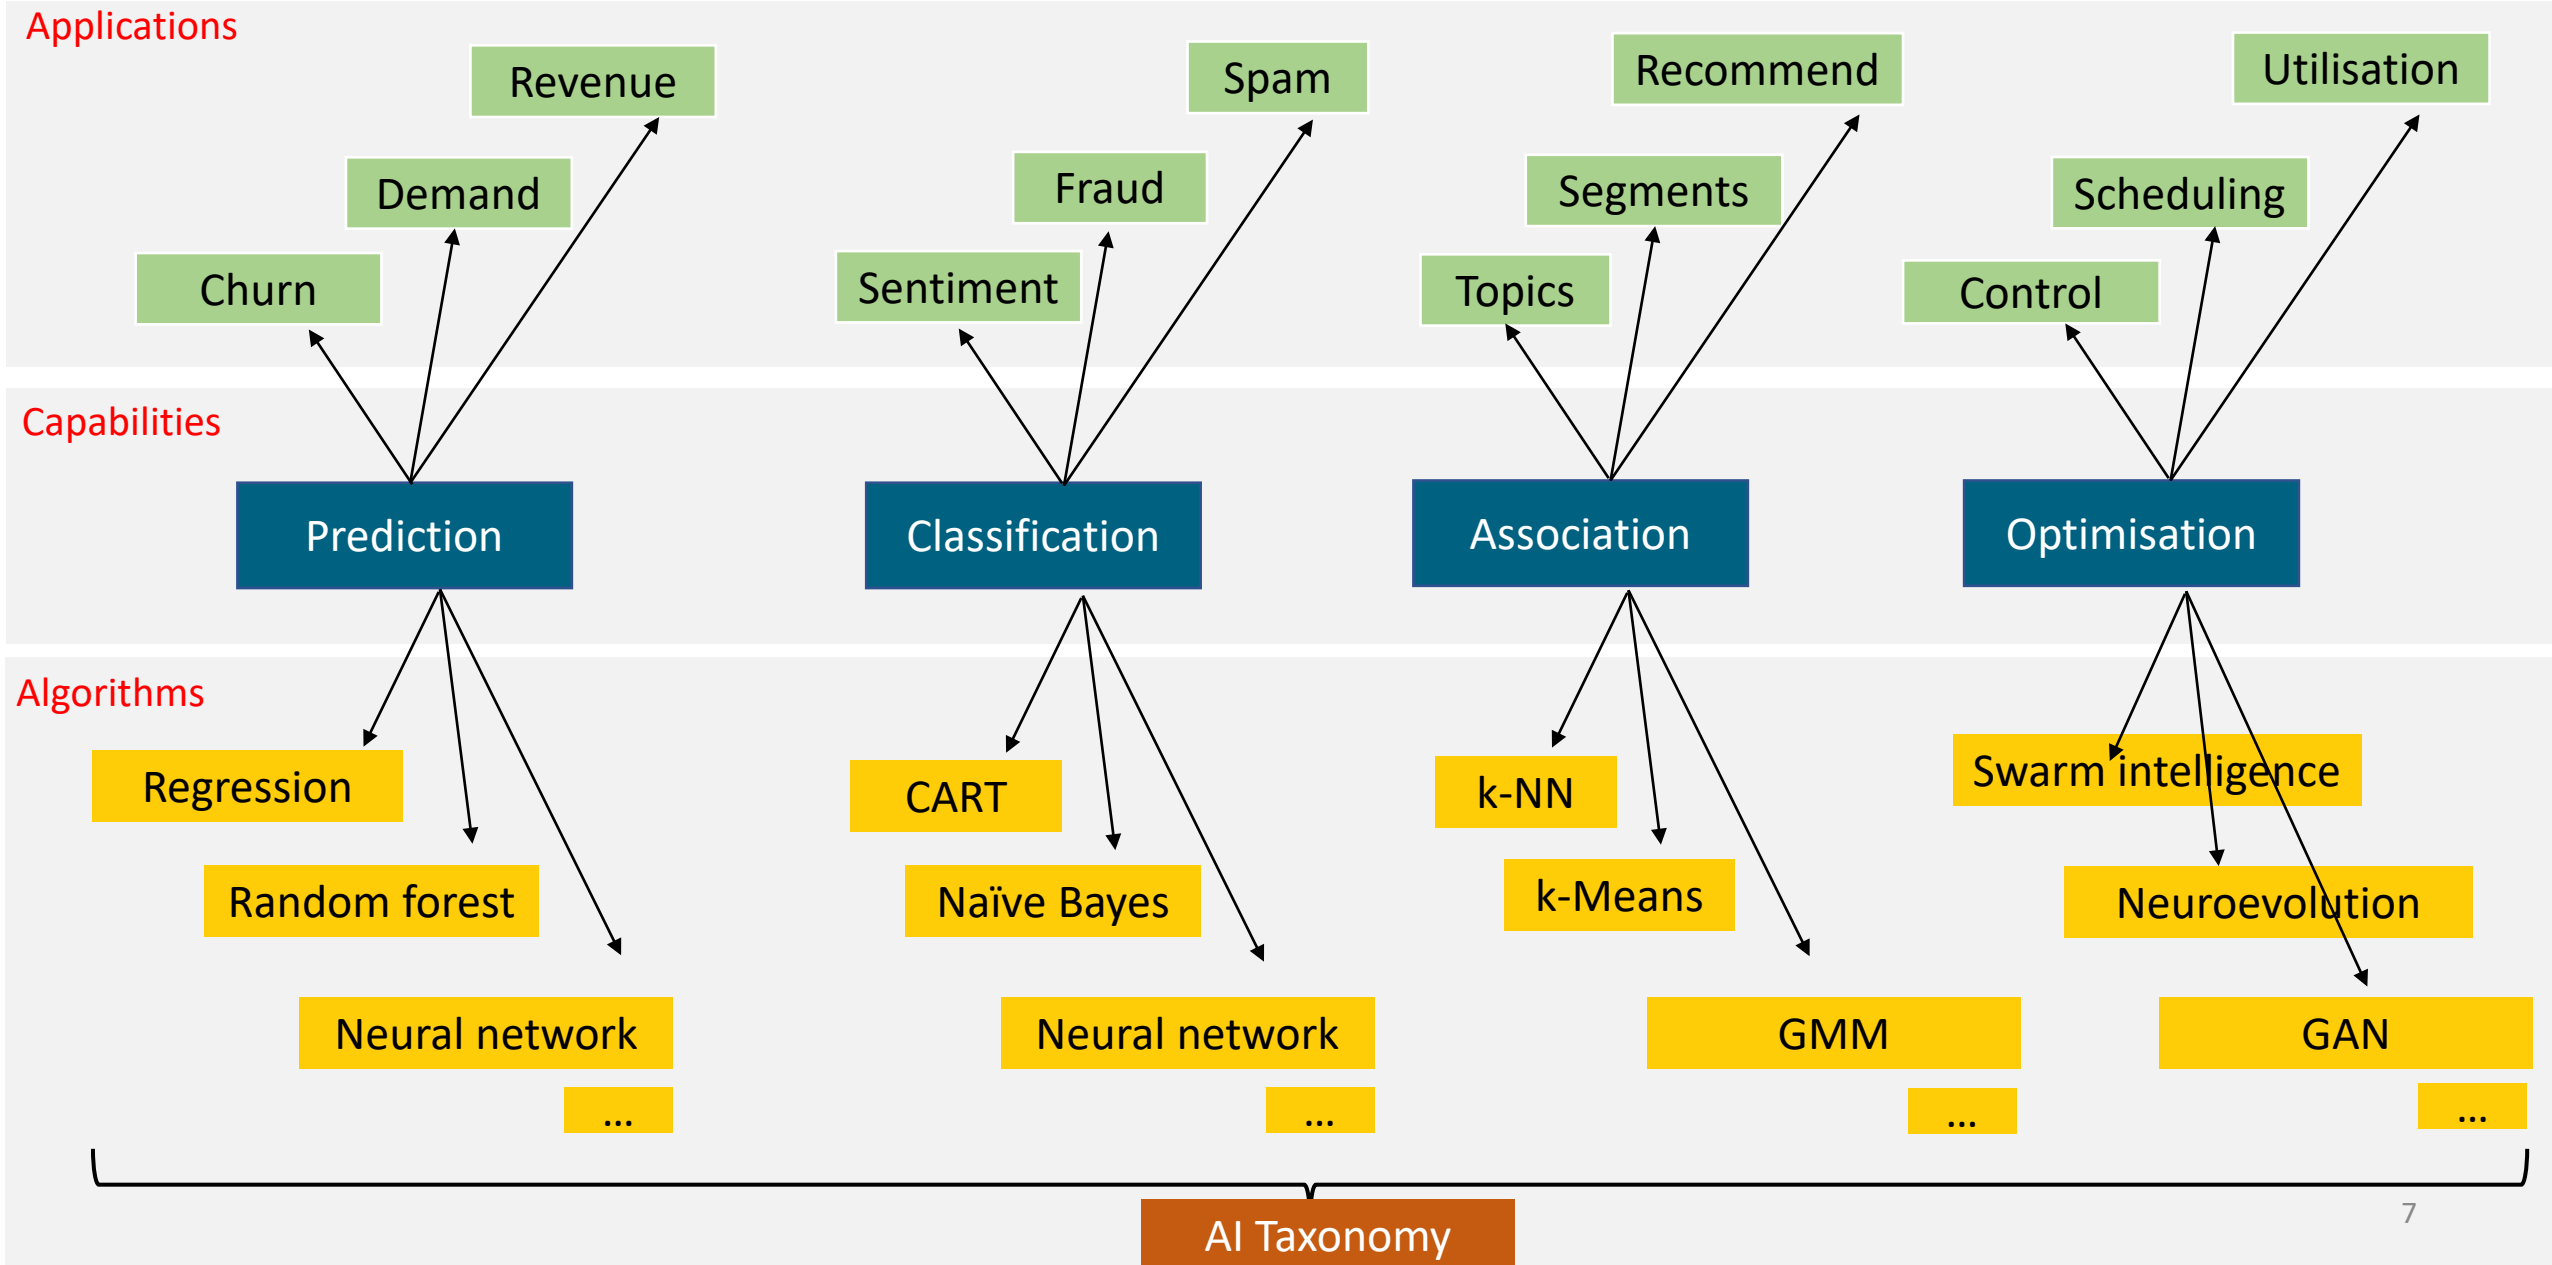 Applications
Revenue
Spam
Recommend
Utilisation
Demand
Fraud
Segments
Scheduling
Churn
Sentiment
Topics
Control
Capabilities
Prediction
Classification
Association
Optimisation
Algorithms
Regression
CART
k-NN
Swarm intelligence
Random forest
Naïve Bayes
k-Means
Neuroevolution
Neural network
Neural network
GMM
GAN
...
...
...
...
AI Taxonomy
7